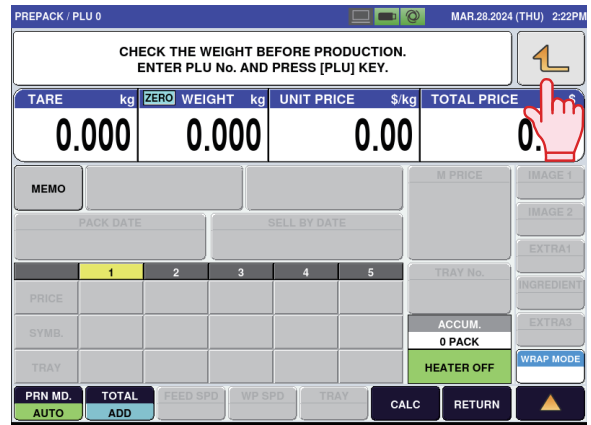 PREPACK / PLU 0
MAR.28.2024 (THU) 2:22PM
CHECK THE WEIGHT BEFORE PRODUCTION.
ENTER PLU No. AND PRESS [PLU] KEY.
TARE kg ZERO WEIGHT kg UNIT PRICE $/kg TOTAL PRICE $
0.000 0.000 0.00 0.
MEMO
M PRICE
IMAGE 1
IMAGE 2
PACK DATE
SELL BY DATE
EXTRA1
1 2 3 4 5
TRAY No.
INGREDIENT
PRICE
SYMB.
ACCUM.
EXTRA3
0 PACK
TRAY
HEATER OFF
WRAP MODE
PRN MD. TOTAL FEED SPD WP SPD TRAY CALC RETURN
AUTO ADD